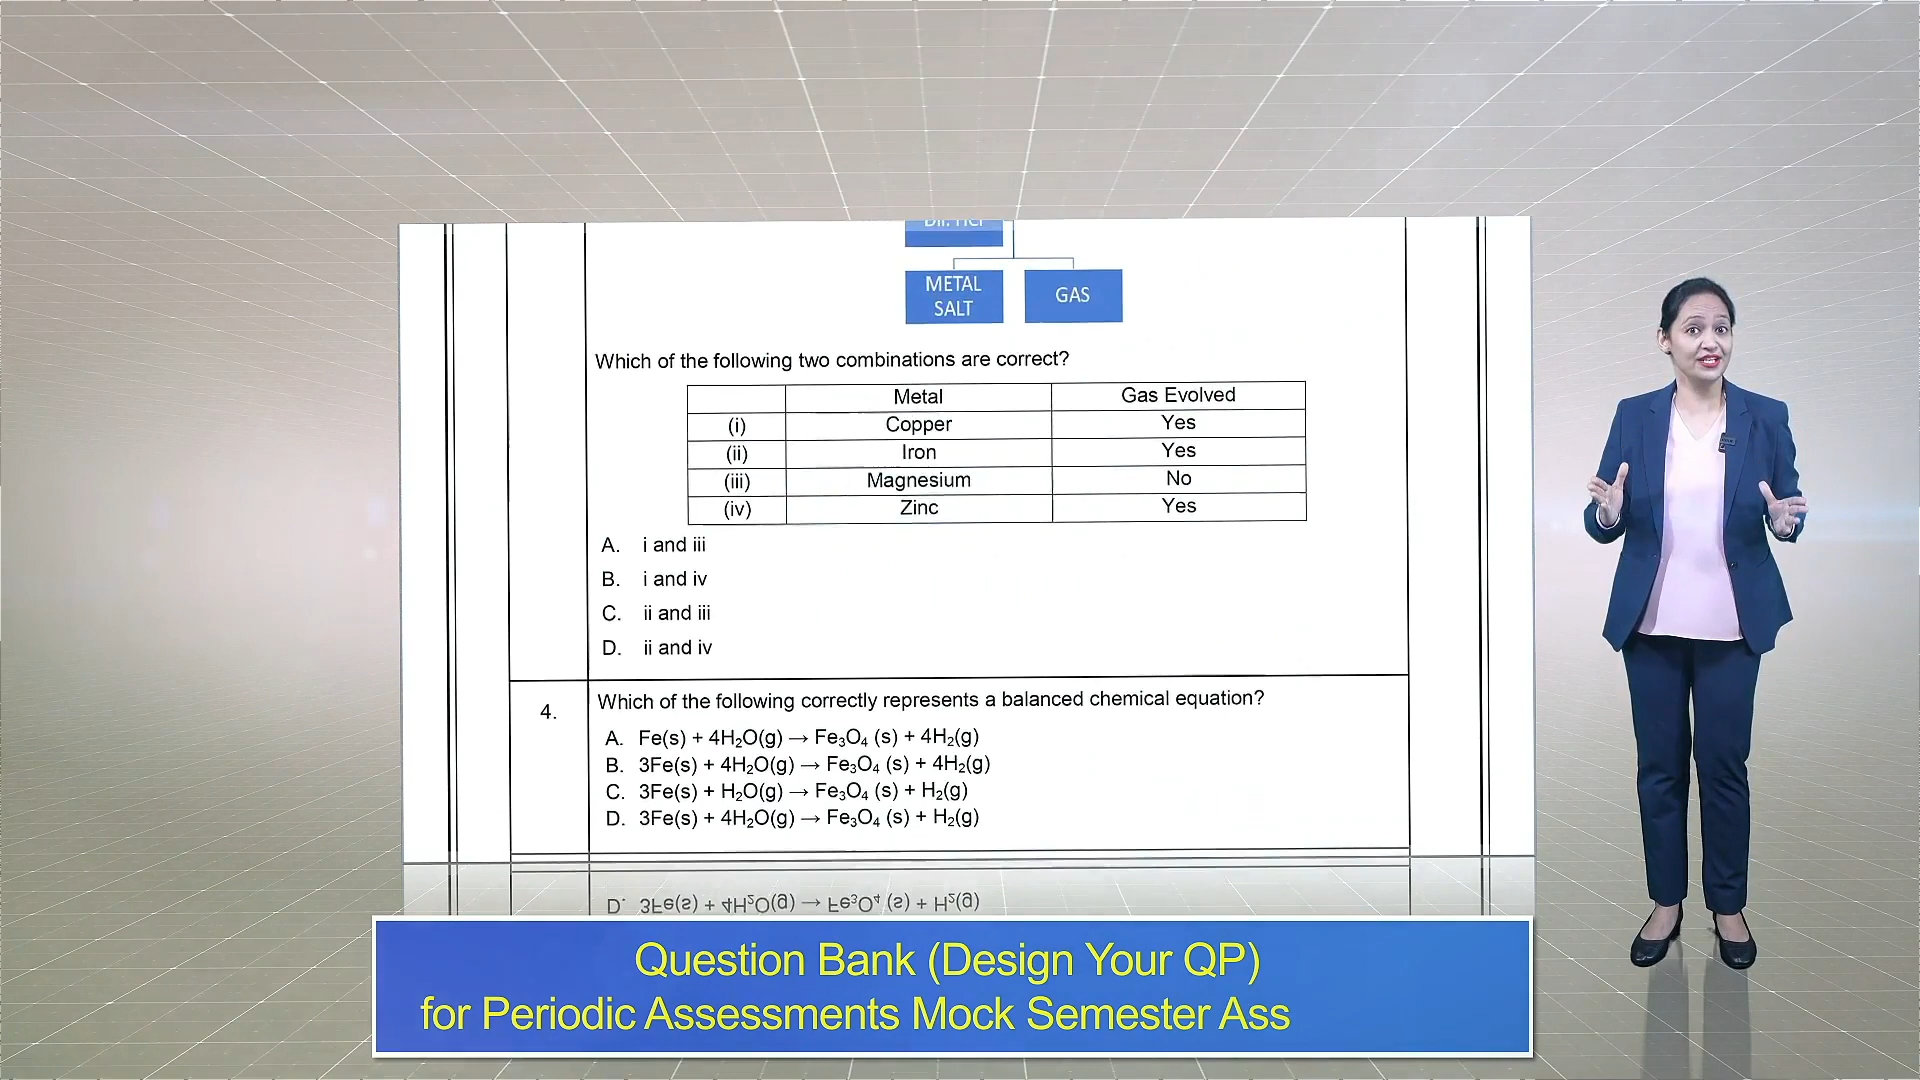 Dil. HCl
METAL
SALT
GAS
Which of the following two combinations are correct?
Metal Gas Evolved
(i) Copper Yes
(ii) Iron Yes
(iii) Magnesium No
(iv) Zinc Yes
A. i and iii
B. i and iv
C. ii and iii
D. ii and iv
4. Which of the following correctly represents a balanced chemical equation?
A. Fe(s) + 4H₂O(g) → Fe₃O₄ (s) + 4H₂(g)
B. 3Fe(s) + 4H₂O(g) → Fe₃O₄ (s) + 4H₂(g)
C. 3Fe(s) + H₂O(g) → Fe₃O₄ (s) + H₂(g)
D. 3Fe(s) + 4H₂O(g) → Fe₃O₄ (s) + H₂(g)
Question Bank (Design Your QP)
for Periodic Assessments Mock Semester Ass